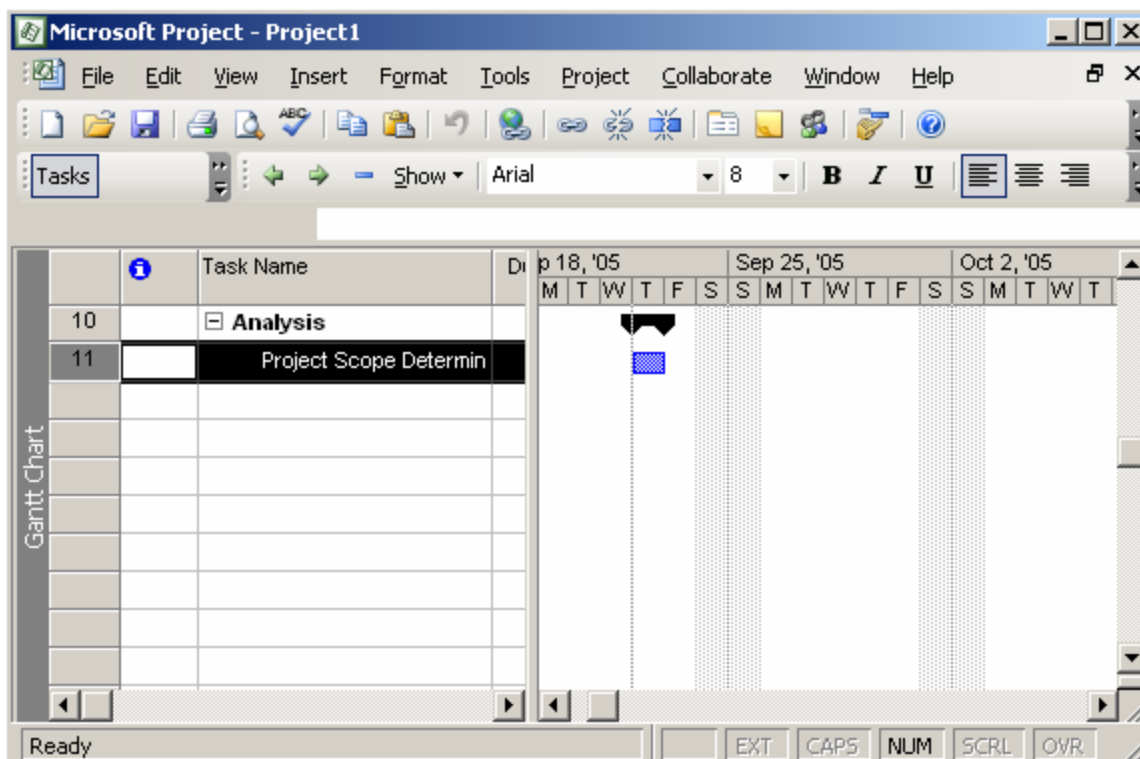 Microsoft Project - Project1
File Edit View Insert Format Tools Project Collaborate Window Help
ABC
Tasks Show Arial 8 B I U
Task Name Du p 18, '05 Sep 25, '05 Oct 2, '05
M T W T F S S M T W T F S S M T W T
10 Analysis
11 Project Scope Determin
Gantt Chart
Ready EXT CAPS NUM SCRL OVR